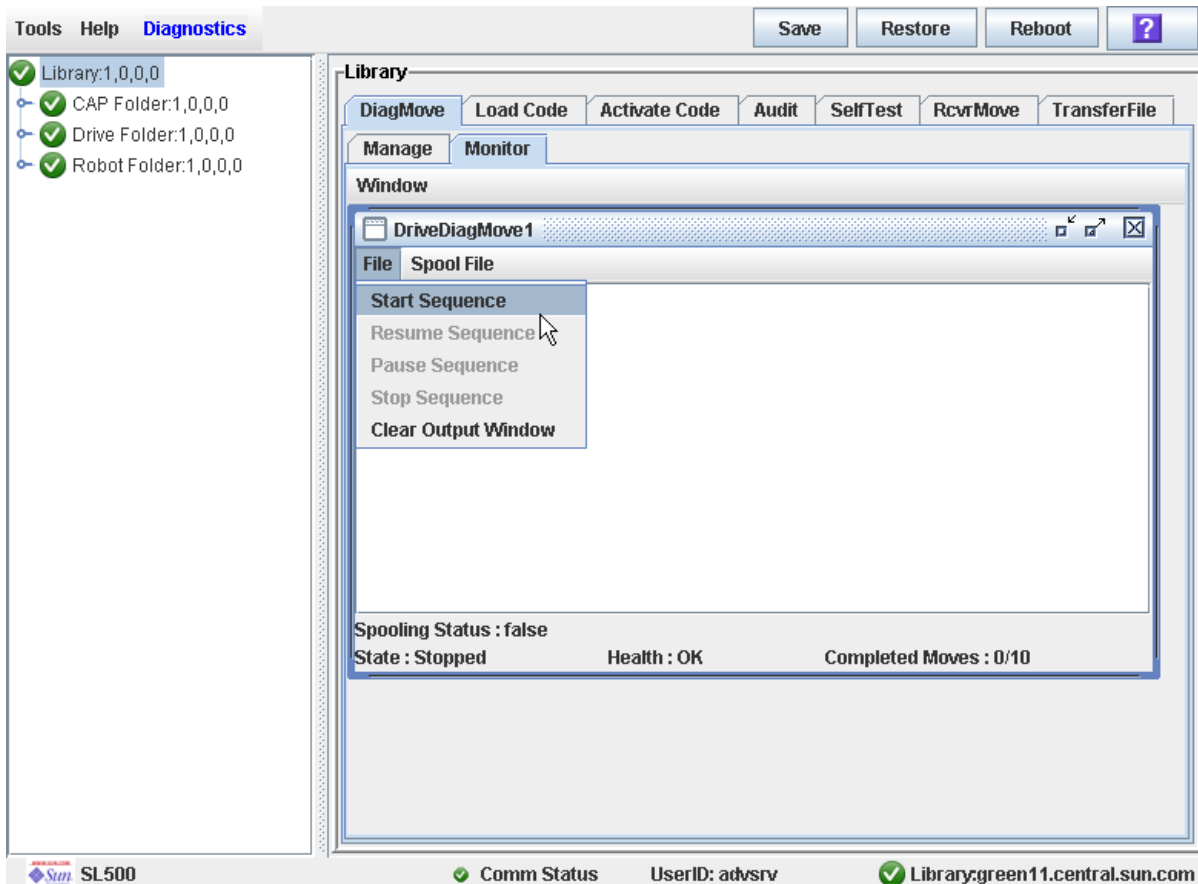 Tools Help Diagnostics Save Restore Reboot ?
Library:1,0,0,0
CAP Folder:1,0,0,0
Drive Folder:1,0,0,0
Robot Folder:1,0,0,0
Library
DiagMove Load Code Activate Code Audit SelfTest RcvrMove TransferFile
Manage Monitor
Window
DriveDiagMove1
File Spool File
Start Sequence
Resume Sequence
Pause Sequence
Stop Sequence
Clear Output Window
Spooling Status : false
State : Stopped Health : OK Completed Moves : 0/10
Sun SL500 Comm Status UserID: advsrv Library:green11.central.sun.com